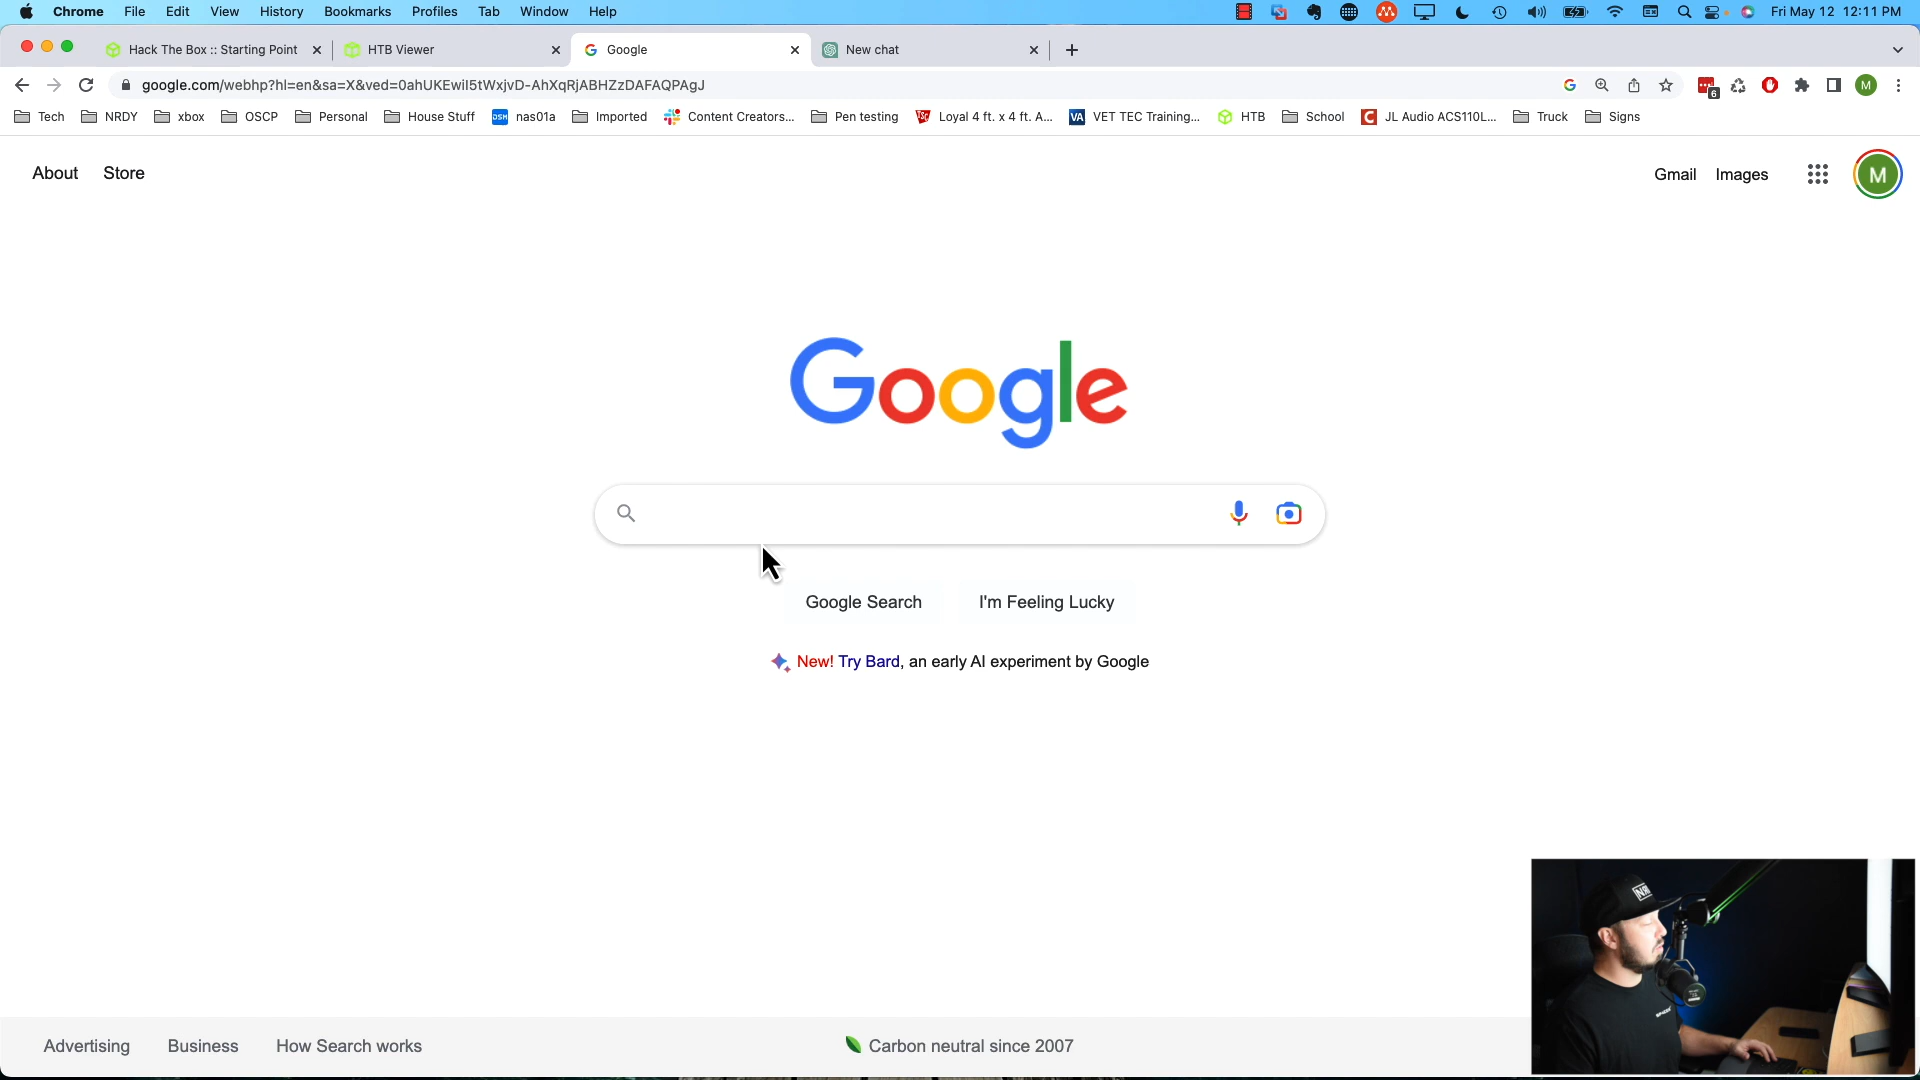 Chrome File Edit View History Bookmarks Profiles Tab Window Help Fri May 12 12:11 PM
Hack The Box :: Starting Point HTB Viewer Google New chat
google.com/webhp?hl=en&sa=X&ved=0ahUKEwiI5tWxjvD-AhXqRjABHZzDAFAQPAgJ 6 M
Tech NRDY xbox OSCP Personal House Stuff DSM nas01a Imported Content Creators... Pen testing Loyal 4 ft. x 4 ft. A... VA VET TEC Training... HTB School C JL Audio ACS110L... Truck Signs
About Store Gmail Images M
Google
Google Search I'm Feeling Lucky
New! Try Bard, an early AI experiment by Google
Advertising Business How Search works Carbon neutral since 2007